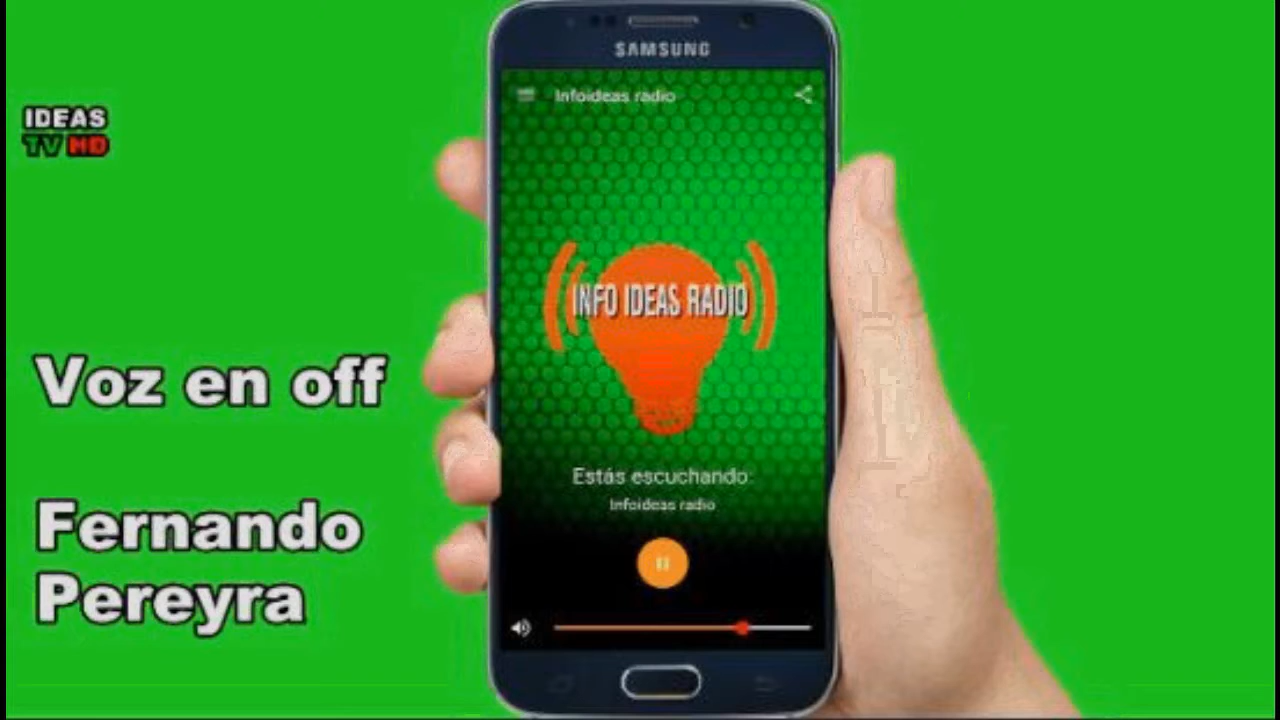 IDEAS
TV HD
SAMSUNG
Infoideas radio
INFO IDEAS RADIO
Voz en off
Estás escuchando:
Infoideas radio
Fernando
Pereyra